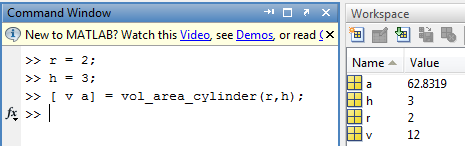 Command Window
New to MATLAB? Watch this Video, see Demos, or read G
>> r = 2;
>> h = 3;
>> [ v a] = vol_area_cylinder(r,h);
fx >>
Workspace
Name Value
a 62.8319
h 3
r 2
v 12